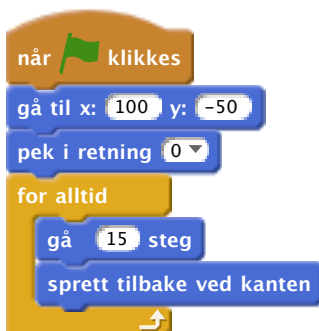 når klikkes
gå til x: 100 y: -50
pek i retning 0
for alltid
gå 15 steg
sprett tilbake ved kanten